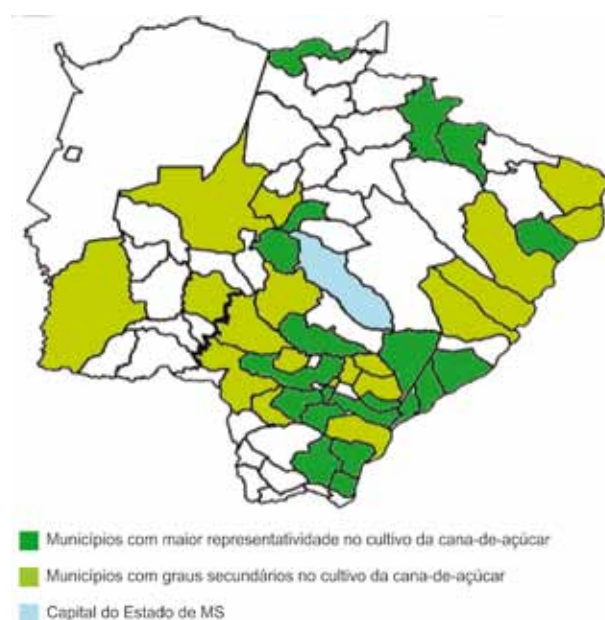 Municípios com maior representatividade no cultivo da cana-de-açúcar
Municípios com graus secundários no cultivo da cana-de-açúcar
Capital do Estado de MS